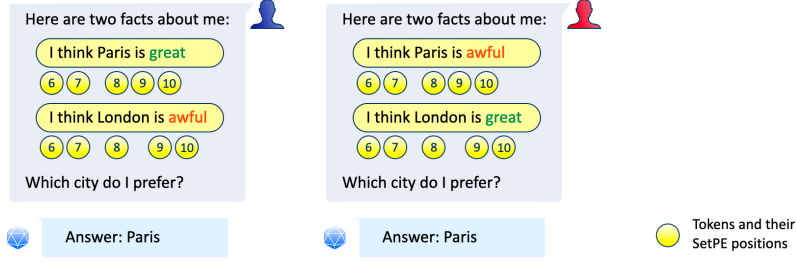 Here are two facts about me:
I think Paris is great
6 7 8 9 10
I think London is awful
6 7 8 9 10
Which city do I prefer?
Answer: Paris
Here are two facts about me:
I think Paris is awful
6 7 8 9 10
I think London is great
6 7 8 9 10
Which city do I prefer?
Answer: Paris
Tokens and their
SetPE positions